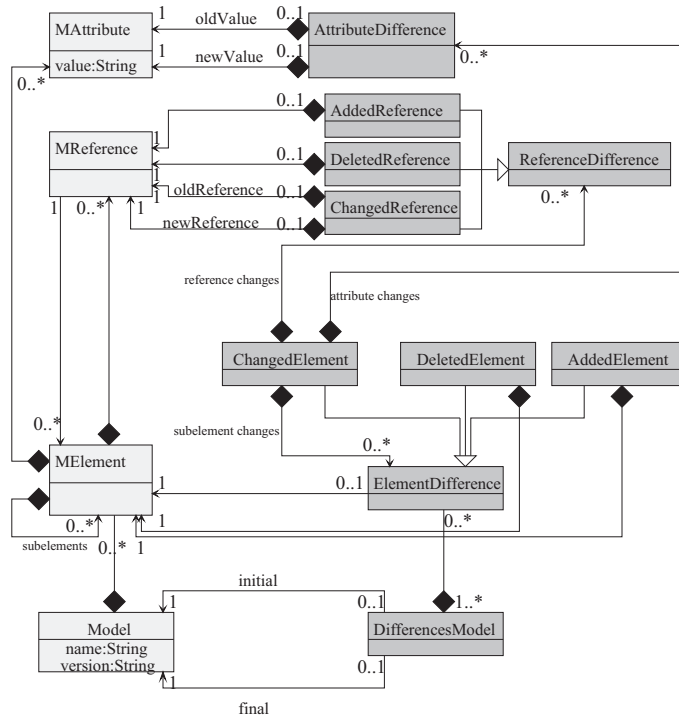 1 oldValue 0..1
MAttribute AttributeDifference
1 newValue 0..1
value:String
0..* 0..*
0..1 AddedReference
1
MReference 0..1 DeletedReference ReferenceDifference
1
oldReference 0..1
1 ChangedReference
1 0..* 1 newReference 0..1 0..*
reference changes attribute changes
ChangedElement DeletedElement AddedElement
0..*
subelement changes 0..*
MElement
1 0..1 ElementDifference
0..* 1 0..*
subelements 0..* 1
initial
1 0..1 1..*
Model DifferencesModel
name:String
version:String 0..1
1
final